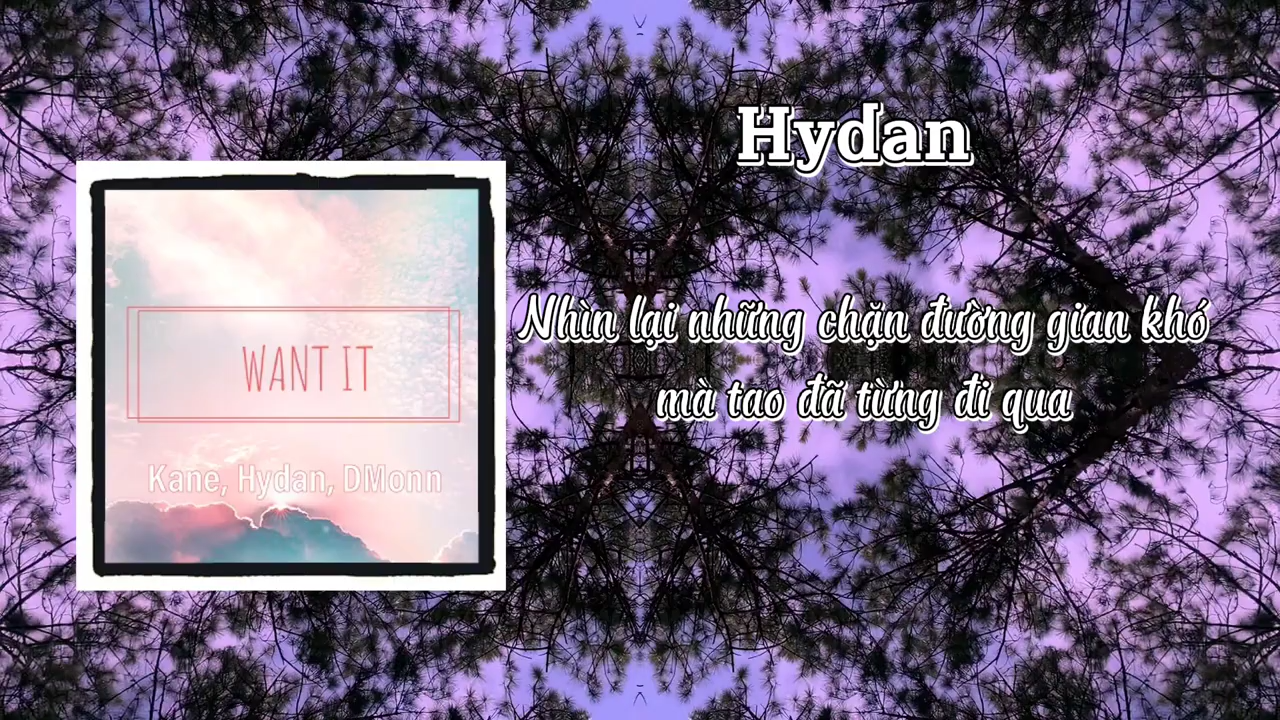 Hydan
Nhìn lại những chặn đường gian khó
mà tao đã từng đi qua
WANT IT
Kane, Hydan, DMonn